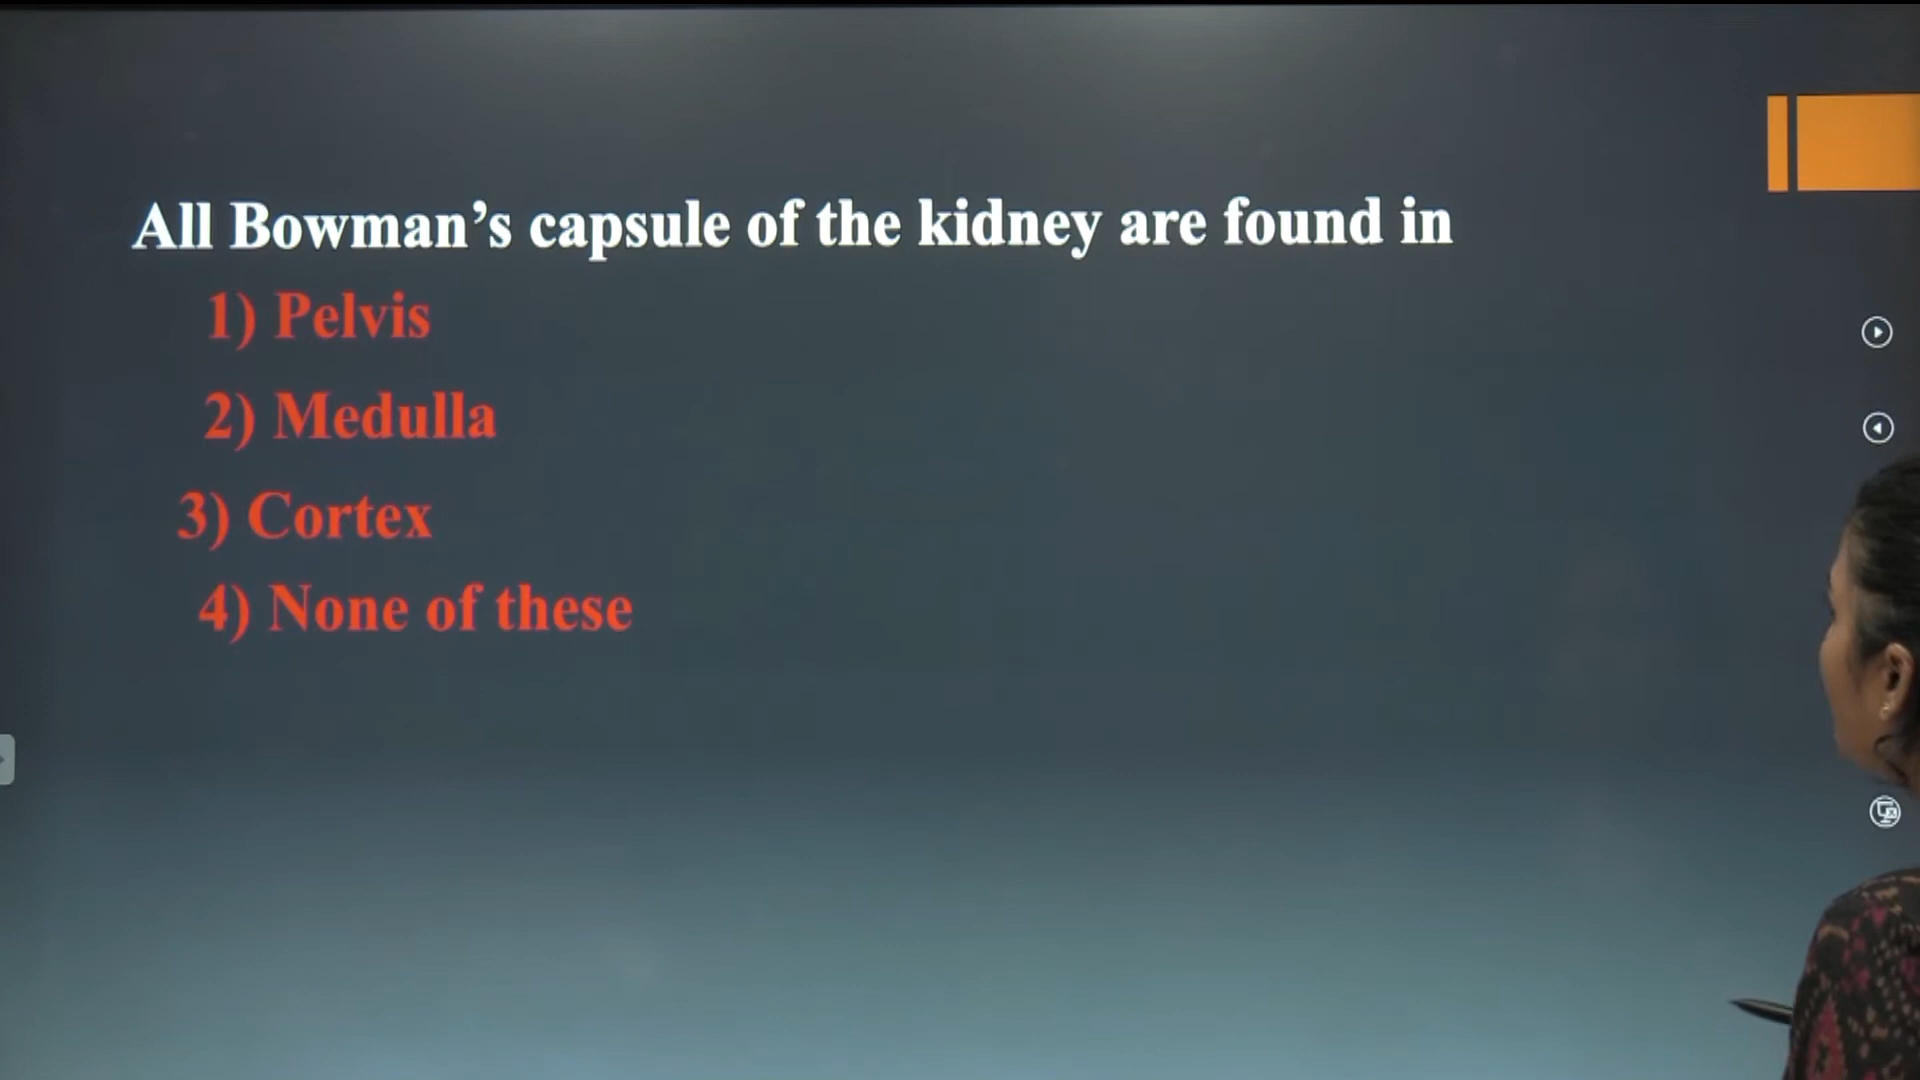 All Bowman’s capsule of the kidney are found in
1) Pelvis
2) Medulla
3) Cortex
4) None of these